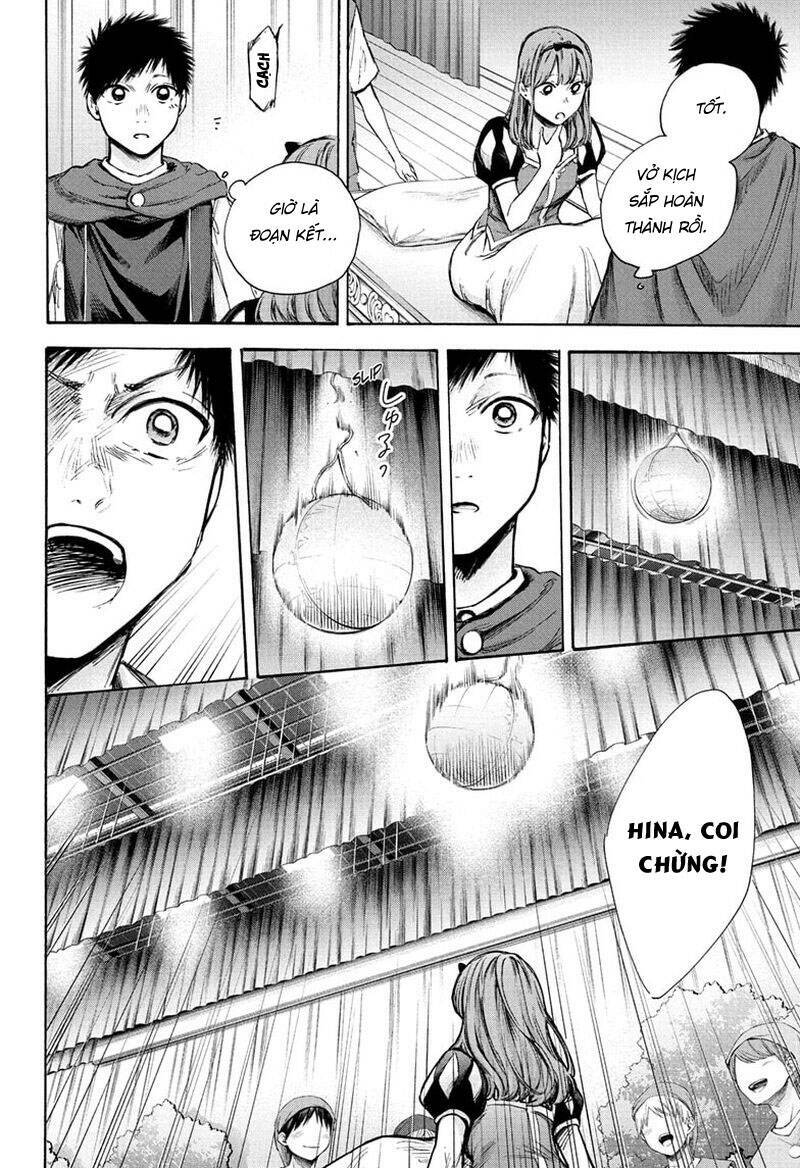 TỐT.
VỞ KỊCH
SẮP HOÀN
THÀNH RỒI.
CẠCH
GIỜ LÀ
ĐOẠN KẾT...
SLIP
しゅるっ
HINA, COI
CHỪNG!